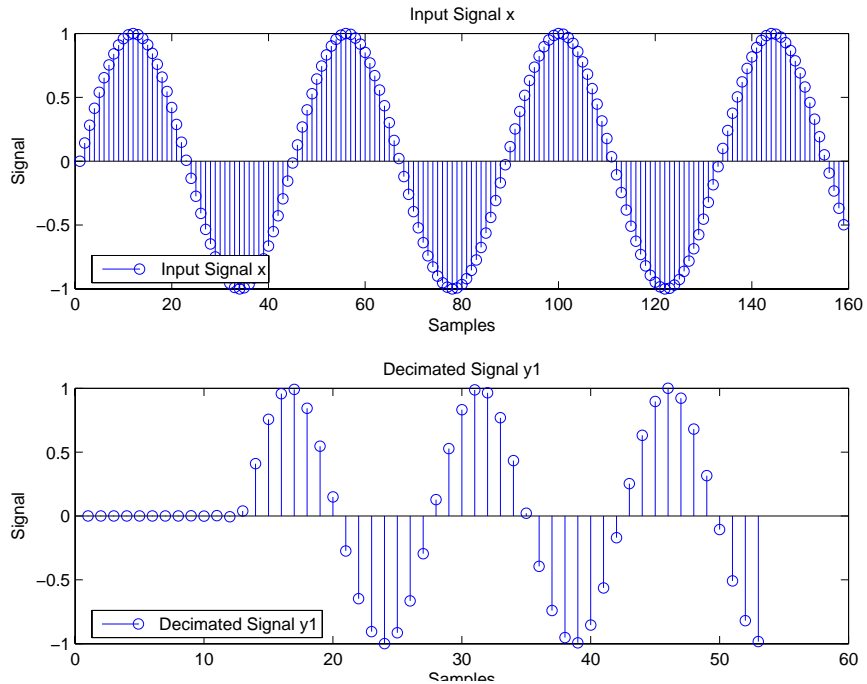 Input Signal x
1
0.5
0
−0.5
−1
Signal
Input Signal x
0 20 40 60 80 100 120 140 160
Samples
Decimated Signal y1
1
0.5
0
−0.5
−1
Signal
Decimated Signal y1
0 10 20 30 40 50 60
Samples